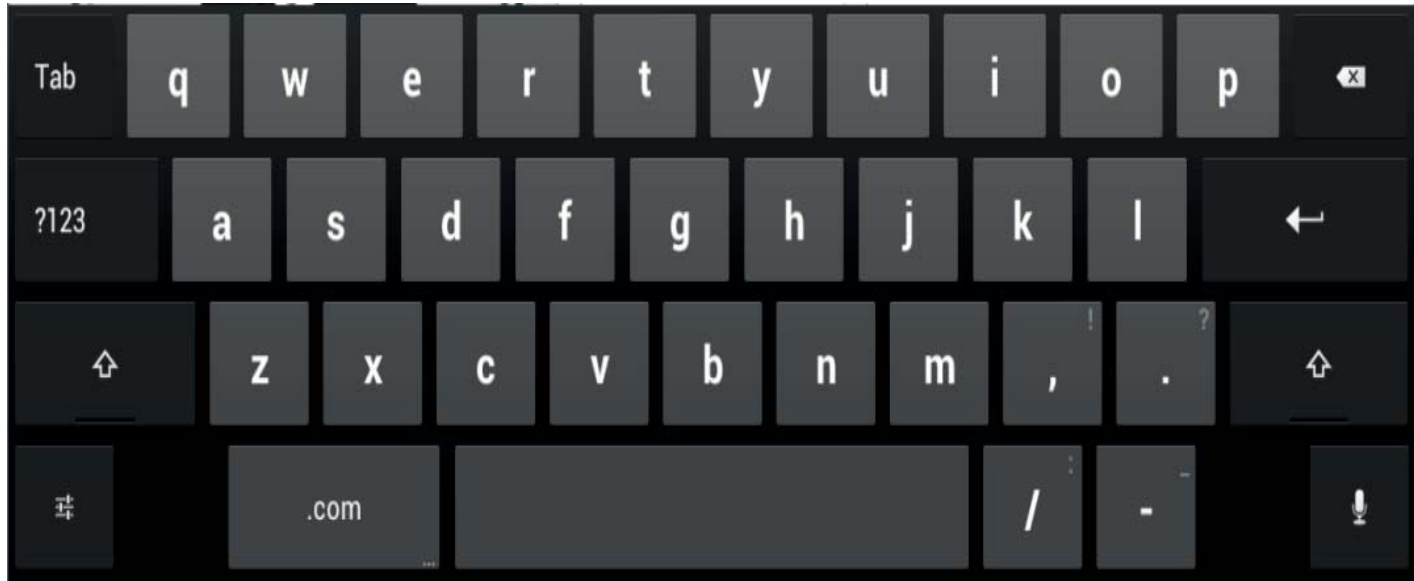 Tab q w e r t y u i o p
?123 a s d f g h j k l
z x c v b n m , ! . ?
.com ... / : - _